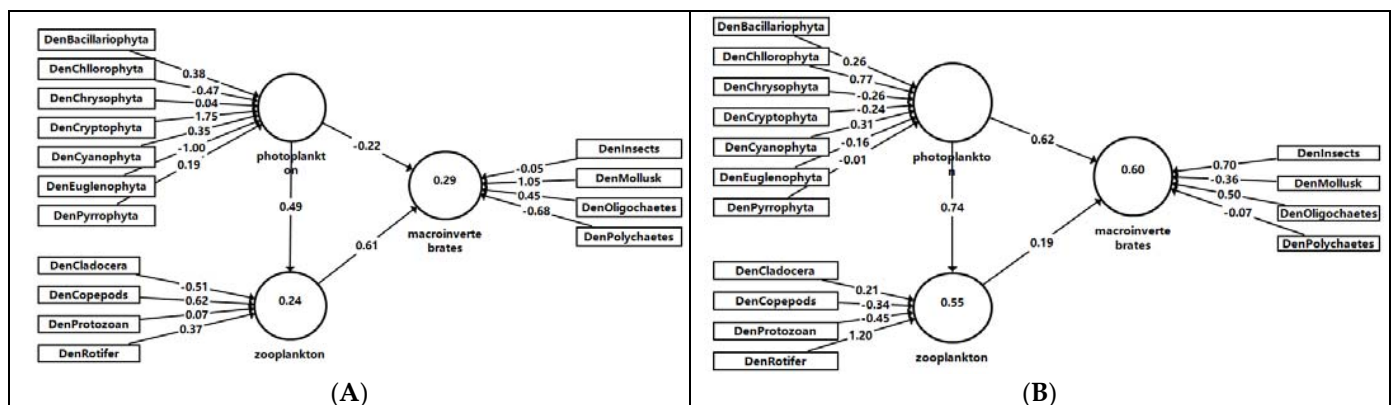 DenBacillariophyta
DenChllorophyta
DenChrysophyta
DenCryptophyta
DenCyanophyta
DenEuglenophyta
DenPyrrophyta
0.38
-0.47
0.04
1.75
0.35
-1.00
0.19
photoplankt
on
-0.22
0.49
0.29
macroinverte
brates
-0.05
1.05
0.45
-0.68
DenInsects
DenMollusk
DenOligochaetes
DenPolychaetes
0.61
DenCladocera
DenCopepods
DenProtozoan
DenRotifer
-0.51
0.62
0.07
0.37
0.24
zooplankton
(A)
DenBacillariophyta
DenChllorophyta
DenChrysophyta
DenCryptophyta
DenCyanophyta
DenEuglenophyta
DenPyrrophyta
0.26
0.77
-0.26
-0.24
0.31
-0.16
-0.01
photoplankto
n
0.62
0.74
0.60
macroinverte
brates
0.70
-0.36
0.50
-0.07
DenInsects
DenMollusk
DenOligochaetes
DenPolychaetes
0.19
DenCladocera
DenCopepods
DenProtozoan
DenRotifer
0.21
-0.34
-0.45
1.20
0.55
zooplankton
(B)